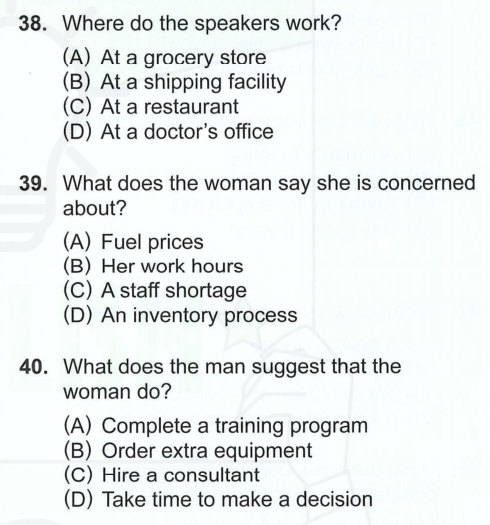 38. Where do the speakers work?
(A) At a grocery store
(B) At a shipping facility
(C) At a restaurant
(D) At a doctor's office
39. What does the woman say she is concerned
about?
(A) Fuel prices
(B) Her work hours
(C) A staff shortage
(D) An inventory process
40. What does the man suggest that the
woman do?
(A) Complete a training program
(B) Order extra equipment
(C) Hire a consultant
(D) Take time to make a decision